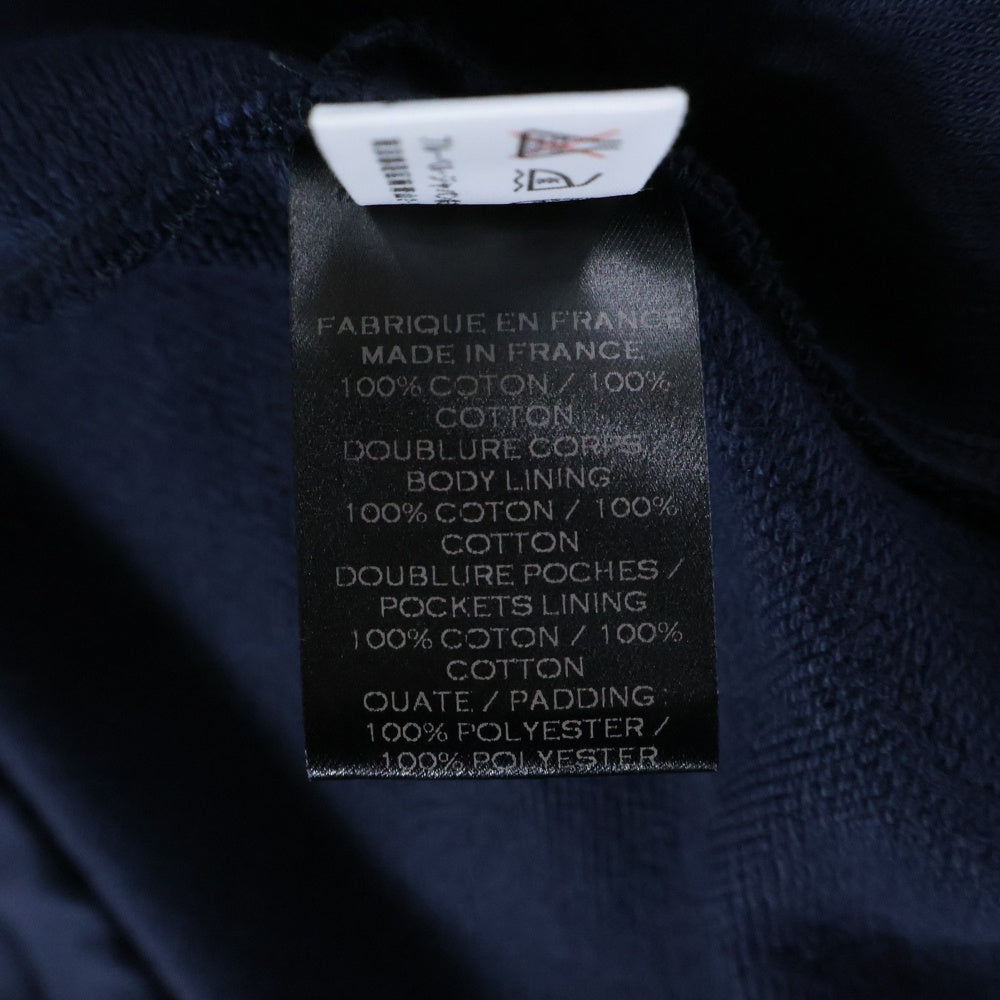 FABRIQUE EN FRANCE
MADE IN FRANCE
100% COTON / 100%
COTTON
DOUBLURE CORPS /
BODY LINING
100% COTON / 100%
COTTON
DOUBLURE POCHES /
POCKETS LINING
100% COTON / 100%
COTTON
OUATE / PADDING :
100% POLYESTER /
100% POLYESTER